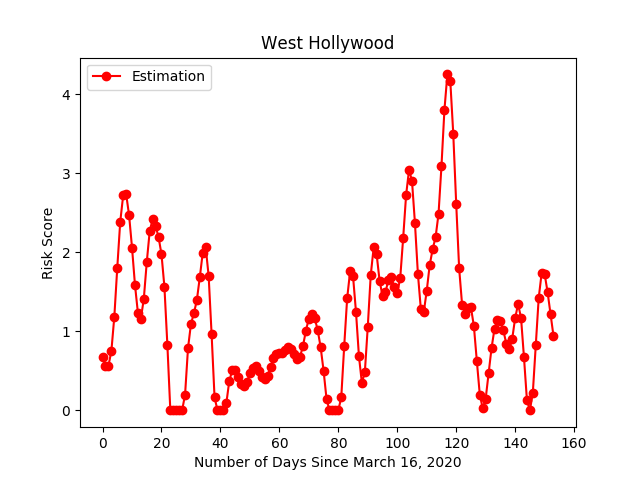 West Hollywood
Estimation
Risk Score
4
3
2
1
0
0 20 40 60 80 100 120 140 160
Number of Days Since March 16, 2020